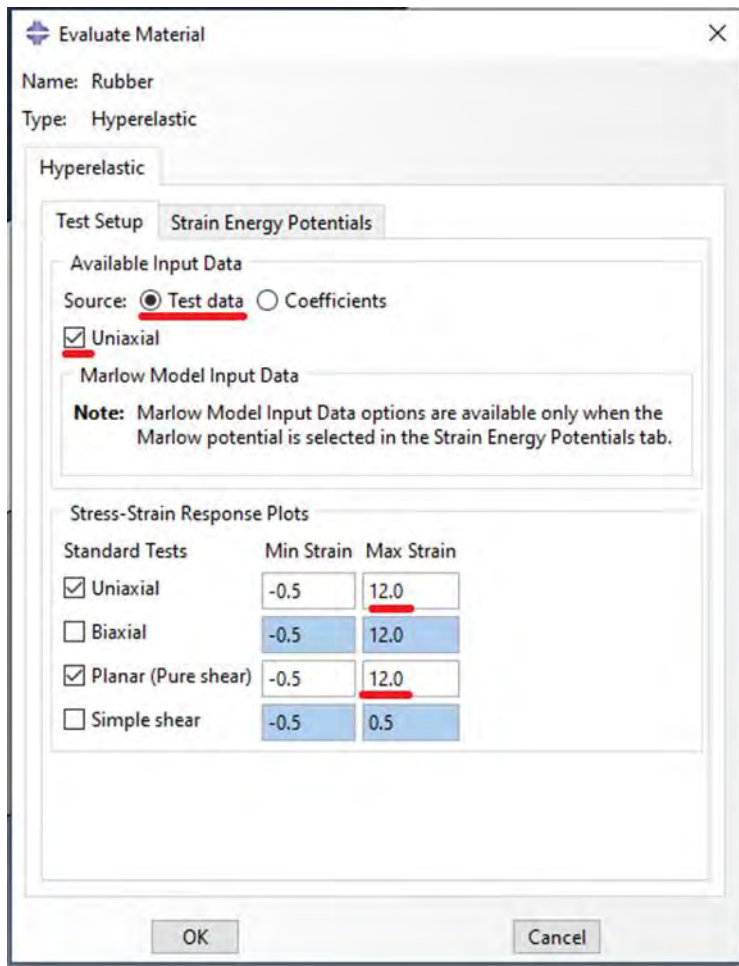 Evaluate Material
Name: Rubber
Type: Hyperelastic
Hyperelastic
Test Setup Strain Energy Potentials
Available Input Data
Source: Test data Coefficients
Uniaxial
Marlow Model Input Data
Note: Marlow Model Input Data options are available only when the
Marlow potential is selected in the Strain Energy Potentials tab.
Stress-Strain Response Plots
Standard Tests Min Strain Max Strain
Uniaxial -0.5 12.0
Biaxial -0.5 12.0
Planar (Pure shear) -0.5 12.0
Simple shear -0.5 0.5
OK Cancel